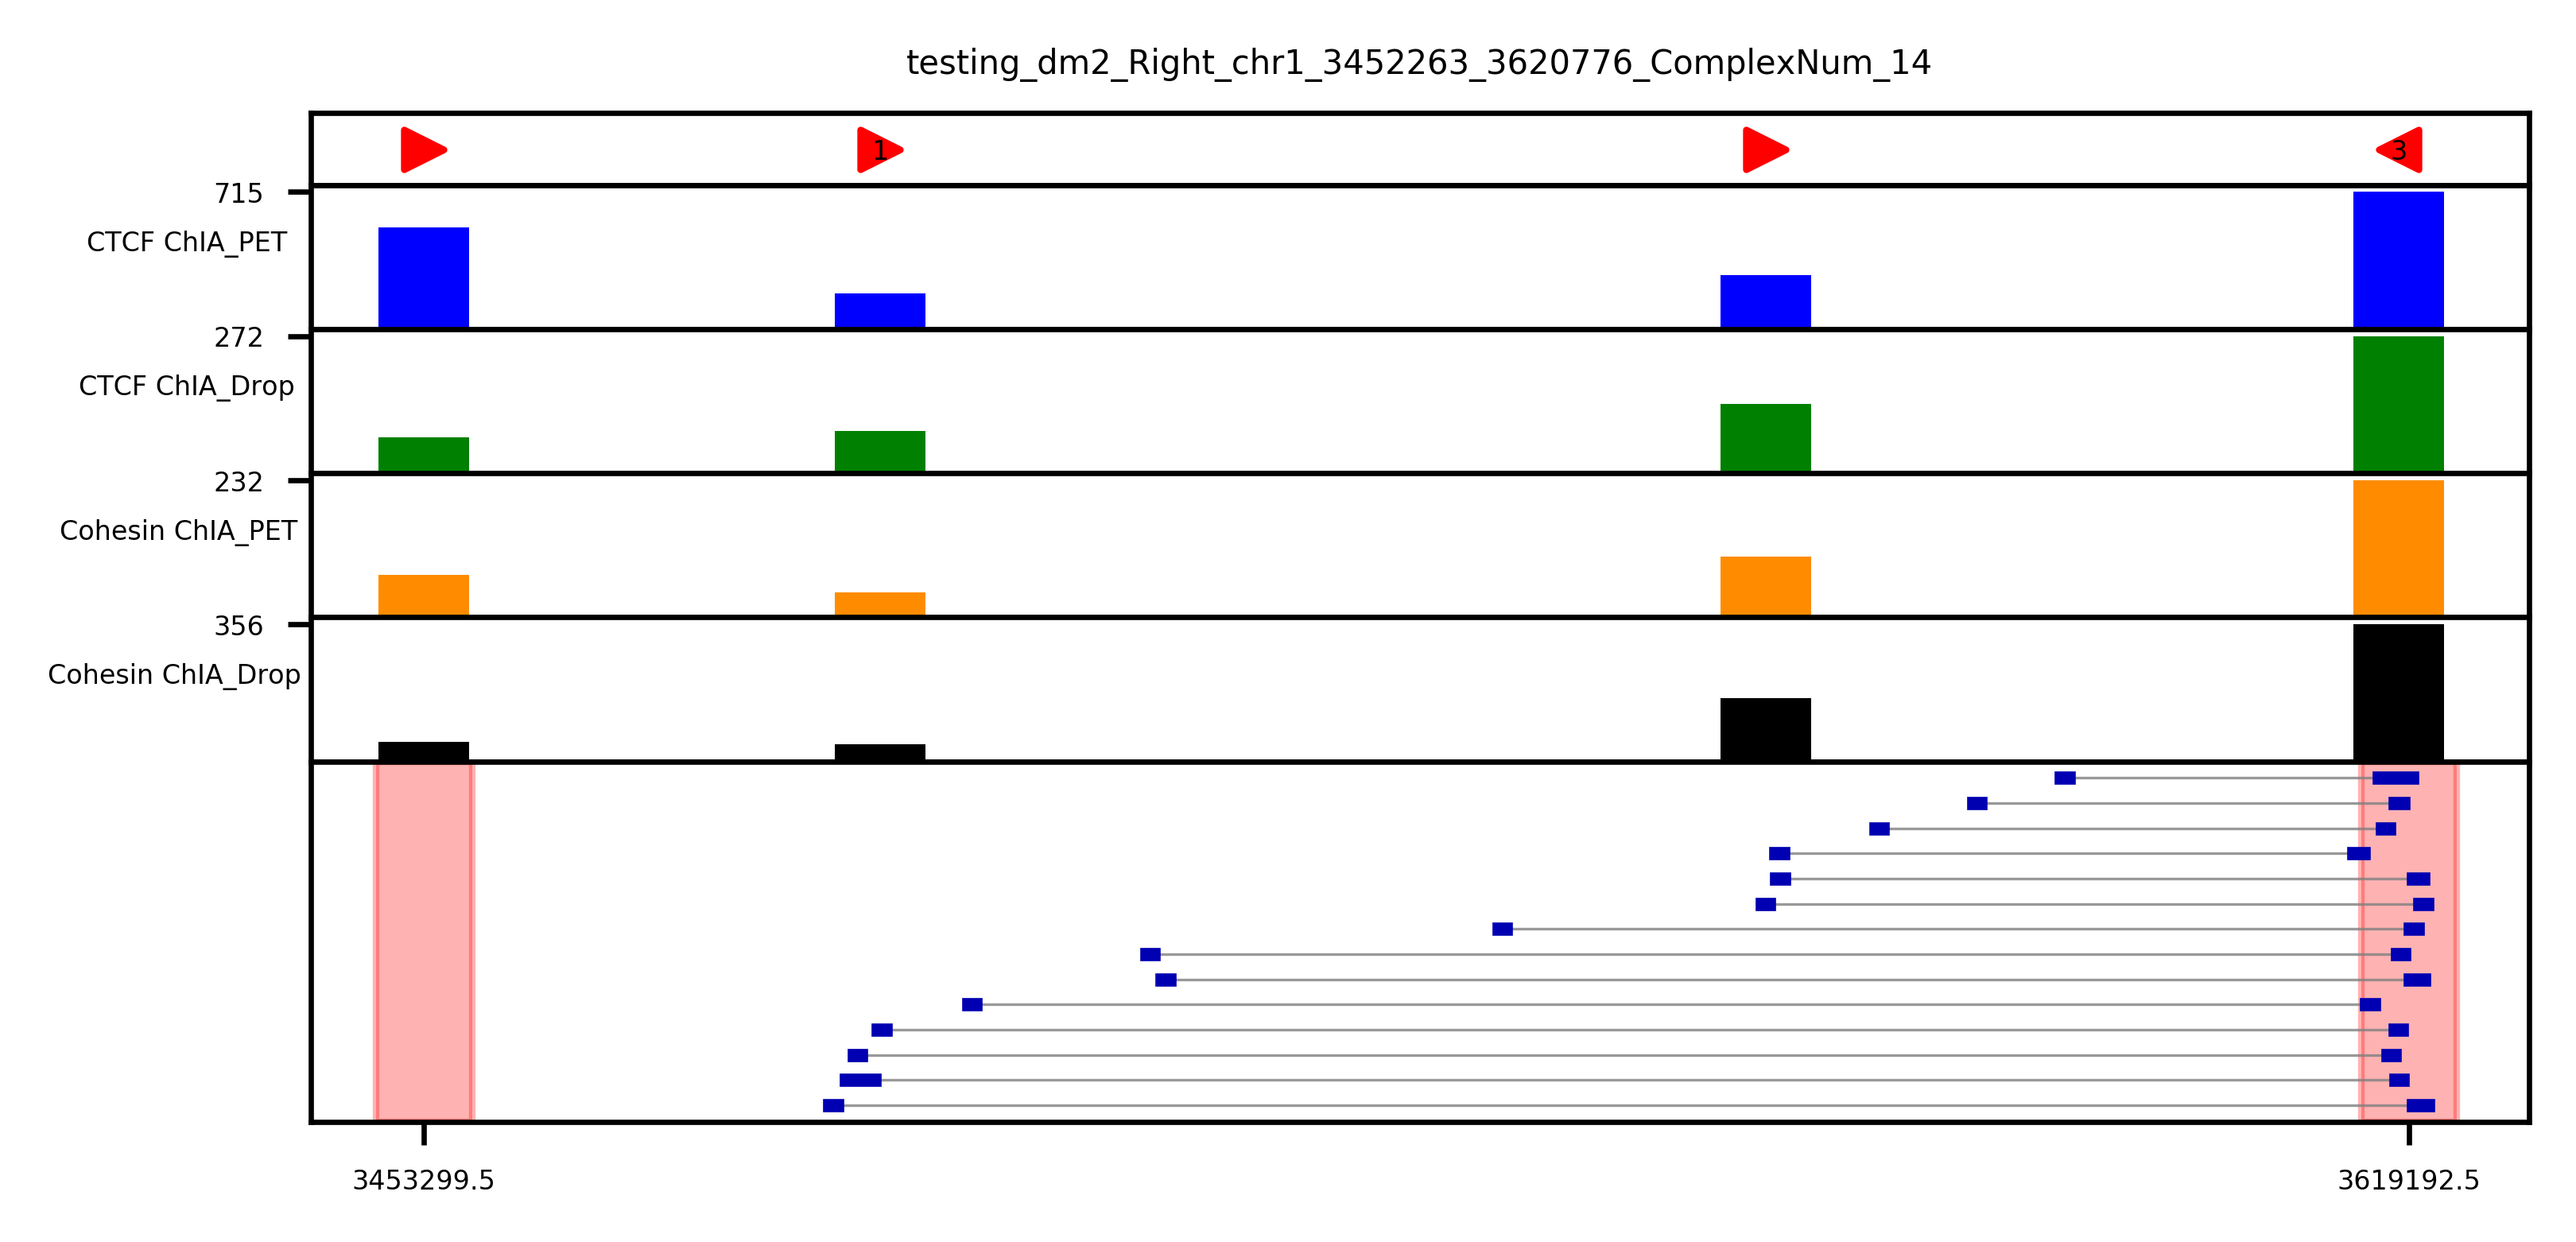 testing_dm2_Right_chr1_3452263_3620776_ComplexNum_14
1
3
715
CTCF ChIA_PET
272
CTCF ChIA_Drop
232
Cohesin ChIA_PET
356
Cohesin ChIA_Drop
3453299.5
3619192.5